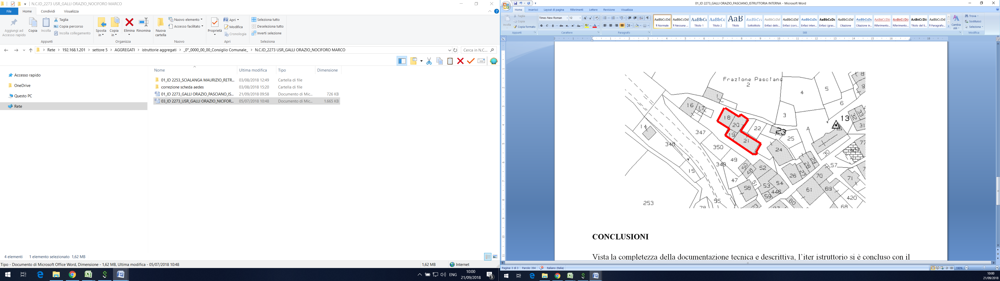 N.C.ID_2273 USR_GALLI ORAZIO_NOCIFORO MARCO
File Home Condividi Visualizza
Aggiungi ad Accesso rapido
Copia
Incolla
Taglia
Copia percorso
Incolla collegamento
Appunti
Sposta in
Copia in
Elimina
Rinomina
Organizza
Nuova cartella
Nuovo elemento
Accesso facilitato
Nuovo
Proprietà
Apri
Modifica
Cronologia
Apri
Seleziona tutto
Deseleziona tutto
Inverti selezione
Seleziona
Rete > 192.168.1.201 > settore 5 > AGGREGATI > istruttorie aggregati > _0°_0000_00_00_Consiglio Comunale_ > N.C.ID_2273 USR_GALLI ORAZIO_NOCIFORO MARCO
Cerca in N.C....
Accesso rapido
OneDrive
Questo PC
Rete
Nome Ultima modifica Tipo Dimensione
01_ID 2253_SCIALANGA MAURIZIO_RETR... 03/08/2018 12:49 Cartella di file
correzione scheda aedes 03/08/2018 15:20 Cartella di file
01_ID 2273_GALLI ORAZIO_PASCIANO_IS... 21/09/2018 09:58 Documento di Mic... 726 KB
03_ID 2273_USR_GALLI ORAZIO_NICIFOR... 05/07/2018 10:48 Documento di Mic... 1.665 KB
4 elementi 1 elemento selezionato 1,62 MB
Tipo - Documento di Microsoft Office Word, Dimensione - 1,62 MB, Ultima modifica - 05/07/2018 10:48 1,62 MB Internet
ENG 10:00
21/09/2018
3
01_ID 2273_GALLI ORAZIO_PASCIANO_ISTRUTTORIA INTERNA - Microsoft Word
Home Inserisci Layout di pagina Riferimenti Lettere Revisione Visualizza
Incolla
Taglia
Copia
Copia formato
Appunti
Times New Roman 12
G C S abc x₂ x² Aa
Carattere
Paragrafo
AaBbCcDd ¶ Normale
AaBbCcDd ¶ Nessuna ...
AaBbC Titolo 1
AaBbCc Titolo 2
AaB Titolo
AaBbCc Sottotitolo
AaBbCcDd Enfasi delic...
AaBbCcDd Enfasi (cors...
AaBbCcDd Enfasi inten...
AaBbCcDd Enfasi (gras...
AaBbCcDd Citazione
AaBbCcDd Citazione in...
AaBbCcDd Riferimento...
AaBbCcDd Riferimento...
AaBbCcDd Titolo del li...
AaBbCcDd ¶ Paragrafo...
Stili
Cambia stili
Trova
Sostituisci
Seleziona
Modifica
Frazione Pasciano
2
1
4
5
6
9
16
17
18
20
19
21
22
23
3
25
24
A
13
32
33
31
30
77
407
14
347
348
350
349
49
15
47
50
48
52
51
53
54
446
58
59
60
26
27
28
29
57
70
71
61
69
420
68
55
253
79
CONCLUSIONI
Vista la completezza della documentazione tecnica e descrittiva, l’iter istruttorio si è concluso con il
Pagina: 3 di 3 Parole: 394 Italiano (Italia) 190%
10:00
21/09/2018